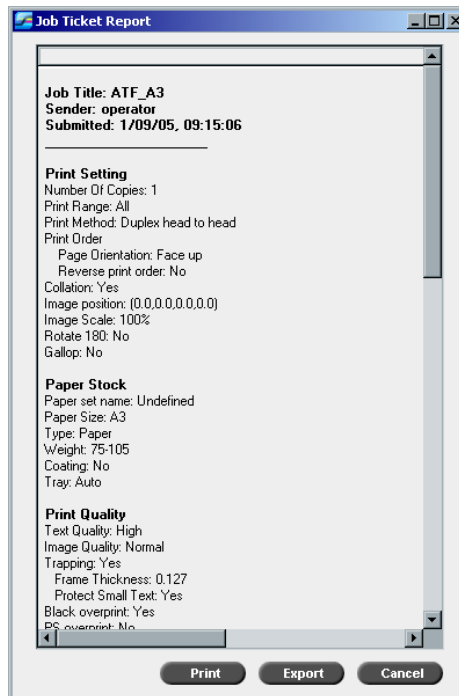 Job Ticket Report
Job Title: ATF_A3
Sender: operator
Submitted: 1/09/05, 09:15:06
Print Setting
Number Of Copies: 1
Print Range: All
Print Method: Duplex head to head
Print Order
Page Orientation: Face up
Reverse print order: No
Collation: Yes
Image position: (0.0,0.0,0.0,0.0)
Image Scale: 100%
Rotate 180: No
Gallop: No
Paper Stock
Paper set name: Undefined
Paper Size: A3
Type: Paper
Weight: 75-105
Coating: No
Tray: Auto
Print Quality
Text Quality: High
Image Quality: Normal
Trapping: Yes
Frame Thickness: 0.127
Protect Small Text: Yes
Black overprint: Yes
PS overprint: No
Print Export Cancel